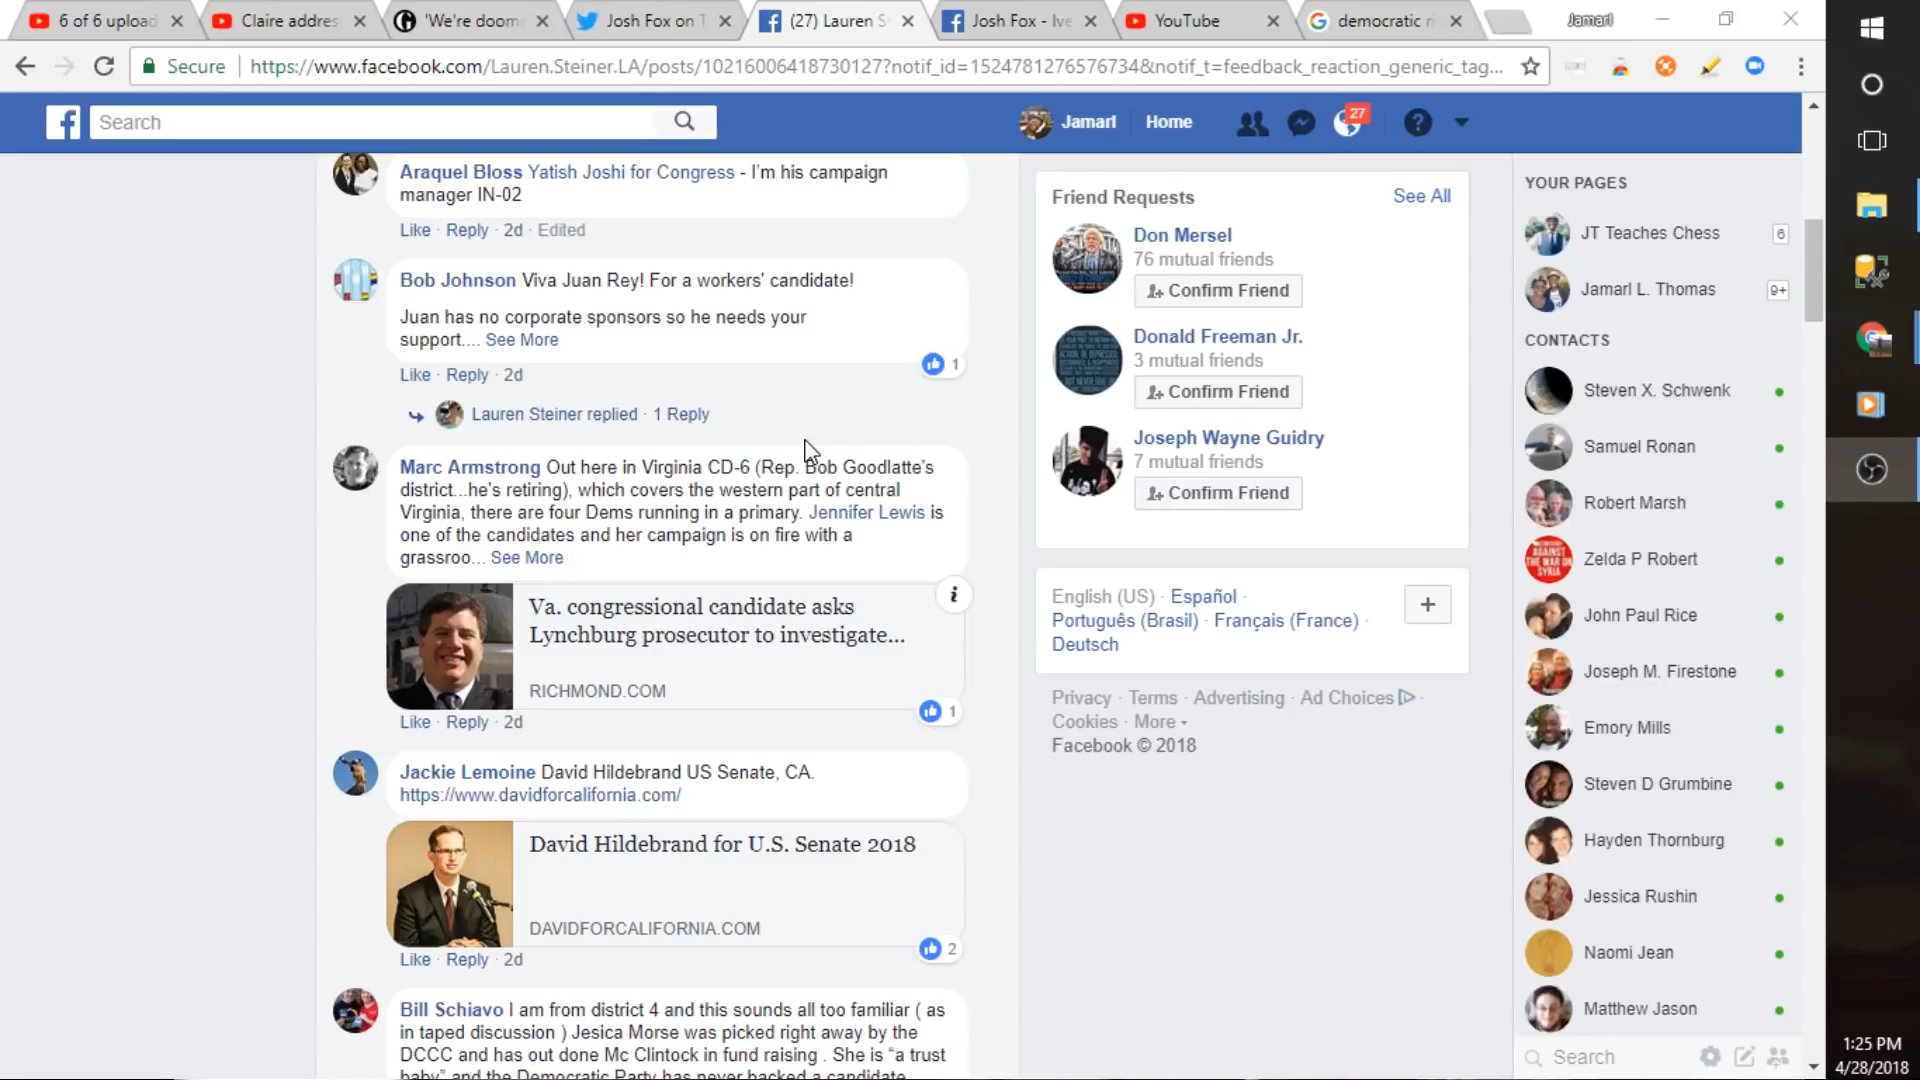 6 of 6 upload
Claire addres
'We're doom
Josh Fox on T
(27) Lauren S
Josh Fox - Ive
YouTube
democratic r
Jamarl
Secure
https://www.facebook.com/Lauren.Steiner.LA/posts/10216006418730127?notif_id=1524781276576734&notif_t=feedback_reaction_generic_tag...
Search
Jamarl
Home
27
Araquel Bloss Yatish Joshi for Congress - I'm his campaign
manager IN-02
Like · Reply · 2d · Edited
Bob Johnson Viva Juan Rey! For a workers' candidate!
Juan has no corporate sponsors so he needs your
support.... See More
1
Like · Reply · 2d
Lauren Steiner replied · 1 Reply
Marc Armstrong Out here in Virginia CD-6 (Rep. Bob Goodlatte's
district...he's retiring), which covers the western part of central
Virginia, there are four Dems running in a primary. Jennifer Lewis is
one of the candidates and her campaign is on fire with a
grassroo... See More
Va. congressional candidate asks
Lynchburg prosecutor to investigate...
RICHMOND.COM
1
Like · Reply · 2d
Jackie Lemoine David Hildebrand US Senate, CA.
https://www.davidforcalifornia.com/
David Hildebrand for U.S. Senate 2018
DAVIDFORCALIFORNIA.COM
2
Like · Reply · 2d
Bill Schiavo I am from district 4 and this sounds all too familiar ( as
in taped discussion ) Jesica Morse was picked right away by the
DCCC and has out done Mc Clintock in fund raising . She is "a trust
baby" and the Democratic Party has never backed a candidate
Friend Requests
See All
Don Mersel
76 mutual friends
Confirm Friend
Donald Freeman Jr.
3 mutual friends
Confirm Friend
Joseph Wayne Guidry
7 mutual friends
Confirm Friend
English (US) · Español ·
Português (Brasil) · Français (France) ·
Deutsch
Privacy · Terms · Advertising · Ad Choices ·
Cookies · More
Facebook © 2018
YOUR PAGES
JT Teaches Chess
6
Jamarl L. Thomas
9+
CONTACTS
Steven X. Schwenk
Samuel Ronan
Robert Marsh
Zelda P Robert
John Paul Rice
Joseph M. Firestone
Emory Mills
Steven D Grumbine
Hayden Thornburg
Jessica Rushin
Naomi Jean
Matthew Jason
Search
1:25 PM
4/28/2018